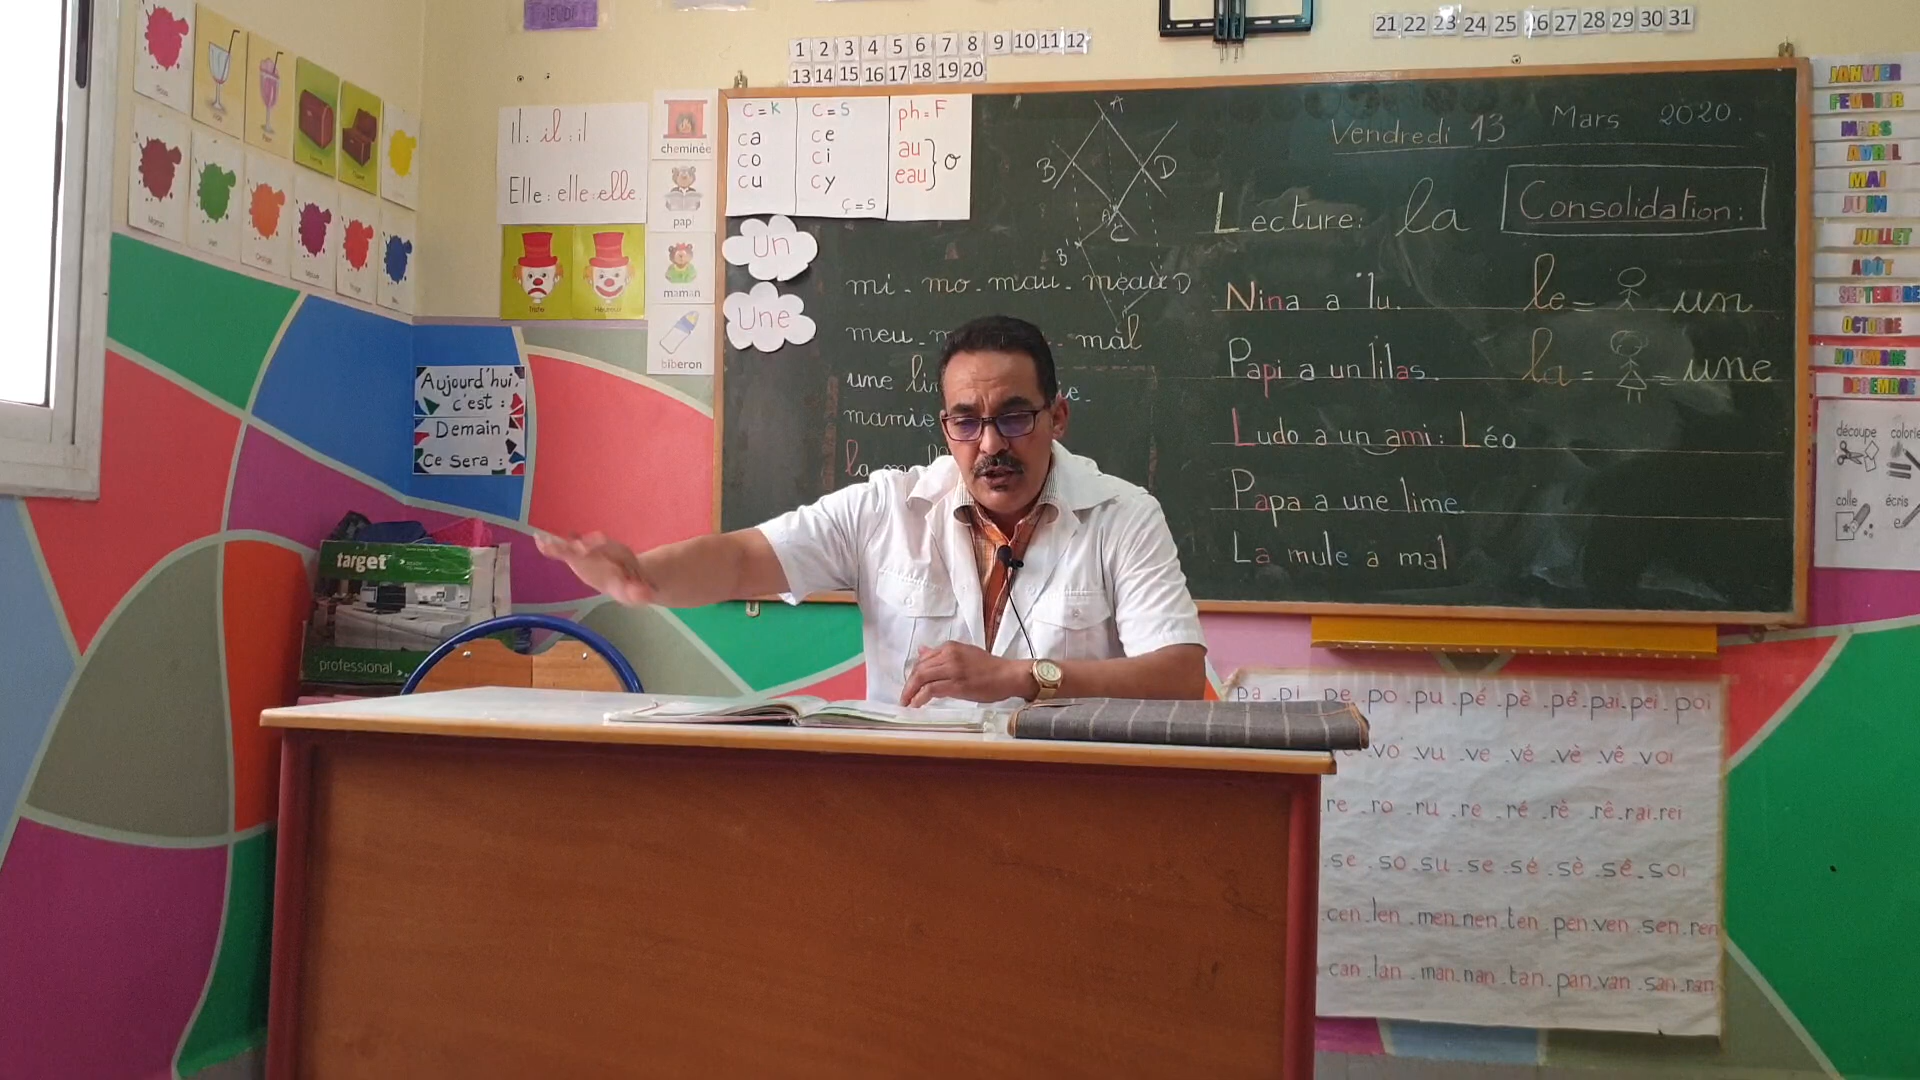 JEUDI
1 2 3 4 5 6 7 8 9 10 11 12
13 14 15 16 17 18 19 20
21 22 23 24 25 26 27 28 29 30 31
Il : il : il
Elle : elle : elle
cheminée
papi
maman
biberon
Aujourd'hui,
c'est :
Demain,
Ce Sera :
target
professional
C = K
ca
co
cu
C = S
ce
ci
cy
ç = s
ph = F
au
eau } o
Un
Une
A
B D
A'
C
B'
D
mi - mo - mau - meau
meu - mal
une
mamie
la
Vendredi 13 Mars 2020.
Lecture : la Consolidation :
Nina a lu. le = un
Papi a un lilas. la = = une
Ludo a un ami : Léo
Papa a une lime
La mule a mal
JANVIER
FEVRIER
MARS
AVRIL
MAI
JUIN
JUILLET
AOÛT
SEPTEMBRE
OCTOBRE
NOVEMBRE
DECEMBRE
découpe colorie
colle écris
pa . pi . pe . po . pu . pé . pè . pê . pai . pei . poi
vo . vu . ve . vé . vè . vê . voi
re . ro . ru . re . ré . rè . rê . rai . rei
se . so . su . se . sé . sè . sê . soi
cen . len . men . nen . ten . pen . ven . sen . ren
can . lan . man . nan . tan . pan . van . san . ran